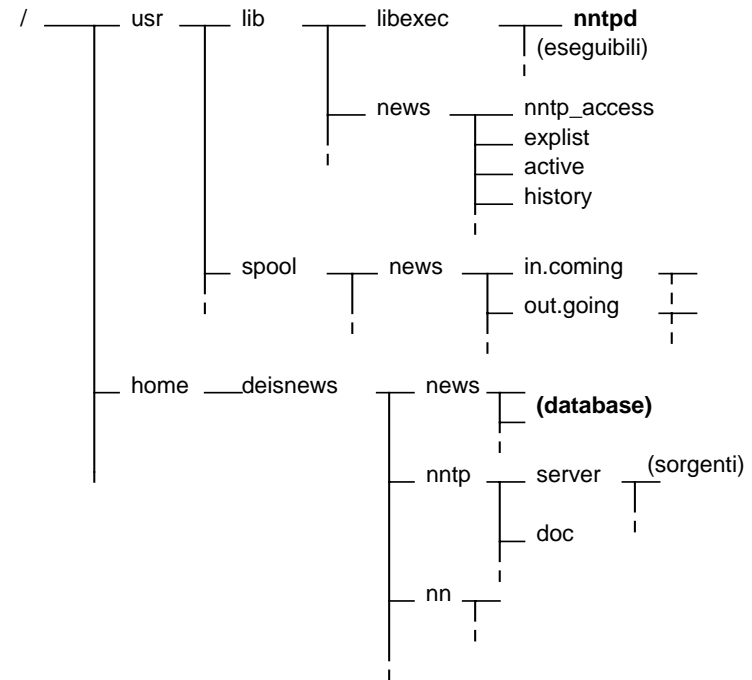 / usr lib libexec nntpd
(eseguibili)
news nntp_access
explist
active
history
spool news in.coming
out.going
home deisnews news
(database)
nntp server (sorgenti)
doc
nn